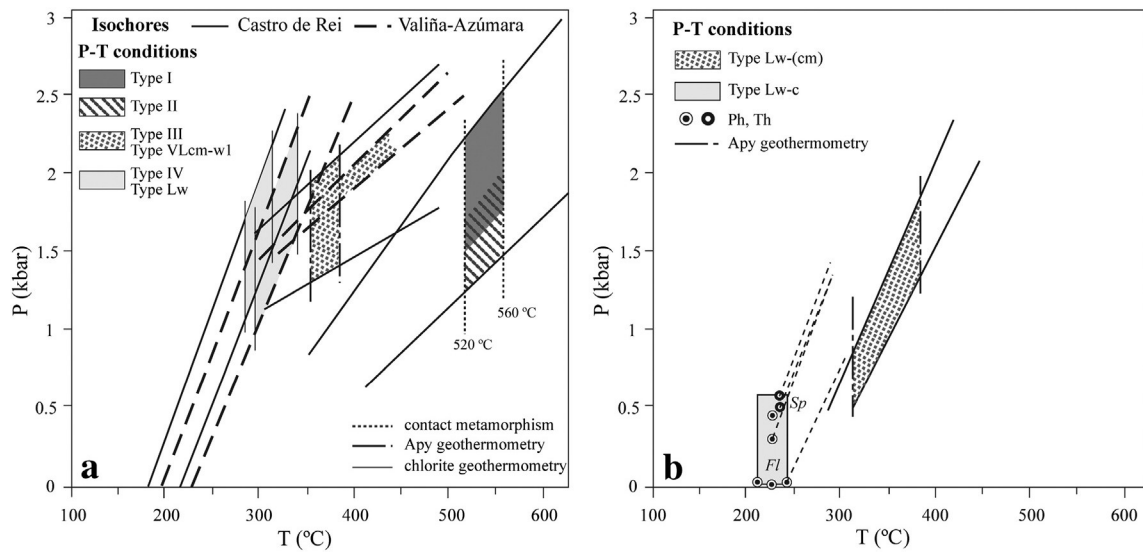 Isochores Castro de Rei Valiña-Azúmara
P-T conditions
Type I
Type II
Type III
Type VLcm-w1
Type IV
Type Lw
3
2.5
2
1.5
1
0.5
0
P (kbar)
560 ºC
520 ºC
contact metamorphism
Apy geothermometry
chlorite geothermometry
a
100 200 300 400 500 600
T (ºC)
P-T conditions
Type Lw-(cm)
Type Lw-c
Ph, Th
Apy geothermometry
3
2.5
2
1.5
1
0.5
0
P (kbar)
Sp
Fl
b
100 200 300 400 500 600
T (ºC)